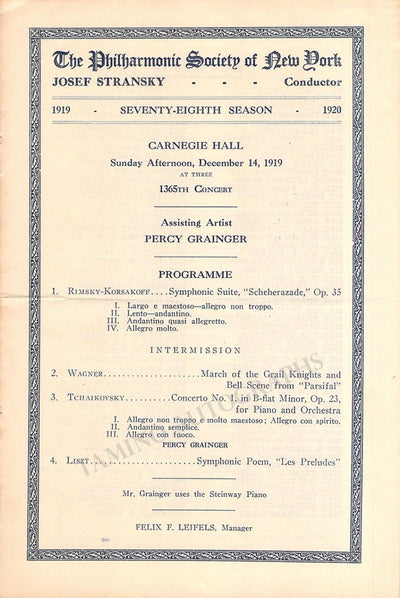 The Philharmonic Society of New York
JOSEF STRANSKY - - - Conductor
1919 - SEVENTY-EIGHTH SEASON - 1920
CARNEGIE HALL
Sunday Afternoon, December 14, 1919
AT THREE
1365TH CONCERT
Assisting Artist
PERCY GRAINGER
PROGRAMME
1. RIMSKY-KORSAKOFF....Symphonic Suite, "Scheherazade," Op. 35
I. Largo e maestoso—allegro non troppo.
II. Lento—andantino.
III. Andantino quasi allegretto.
IV. Allegro molto.
INTERMISSION
2. WAGNER....................March of the Grail Knights and
Bell Scene from "Parsifal"
3. TCHAIKOVSKY...........Concerto No. 1, in B-flat Minor, Op. 23,
for Piano and Orchestra
I. Allegro non troppo e molto maestoso; Allegro con spirito.
II. Andantino semplice.
III. Allegro con fuoco.
PERCY GRAINGER
4. LISZT......................Symphonic Poem, "Les Preludes"
Mr. Grainger uses the Steinway Piano
FELIX F. LEIFELS, Manager
TAMINO AUTOGRAPHS